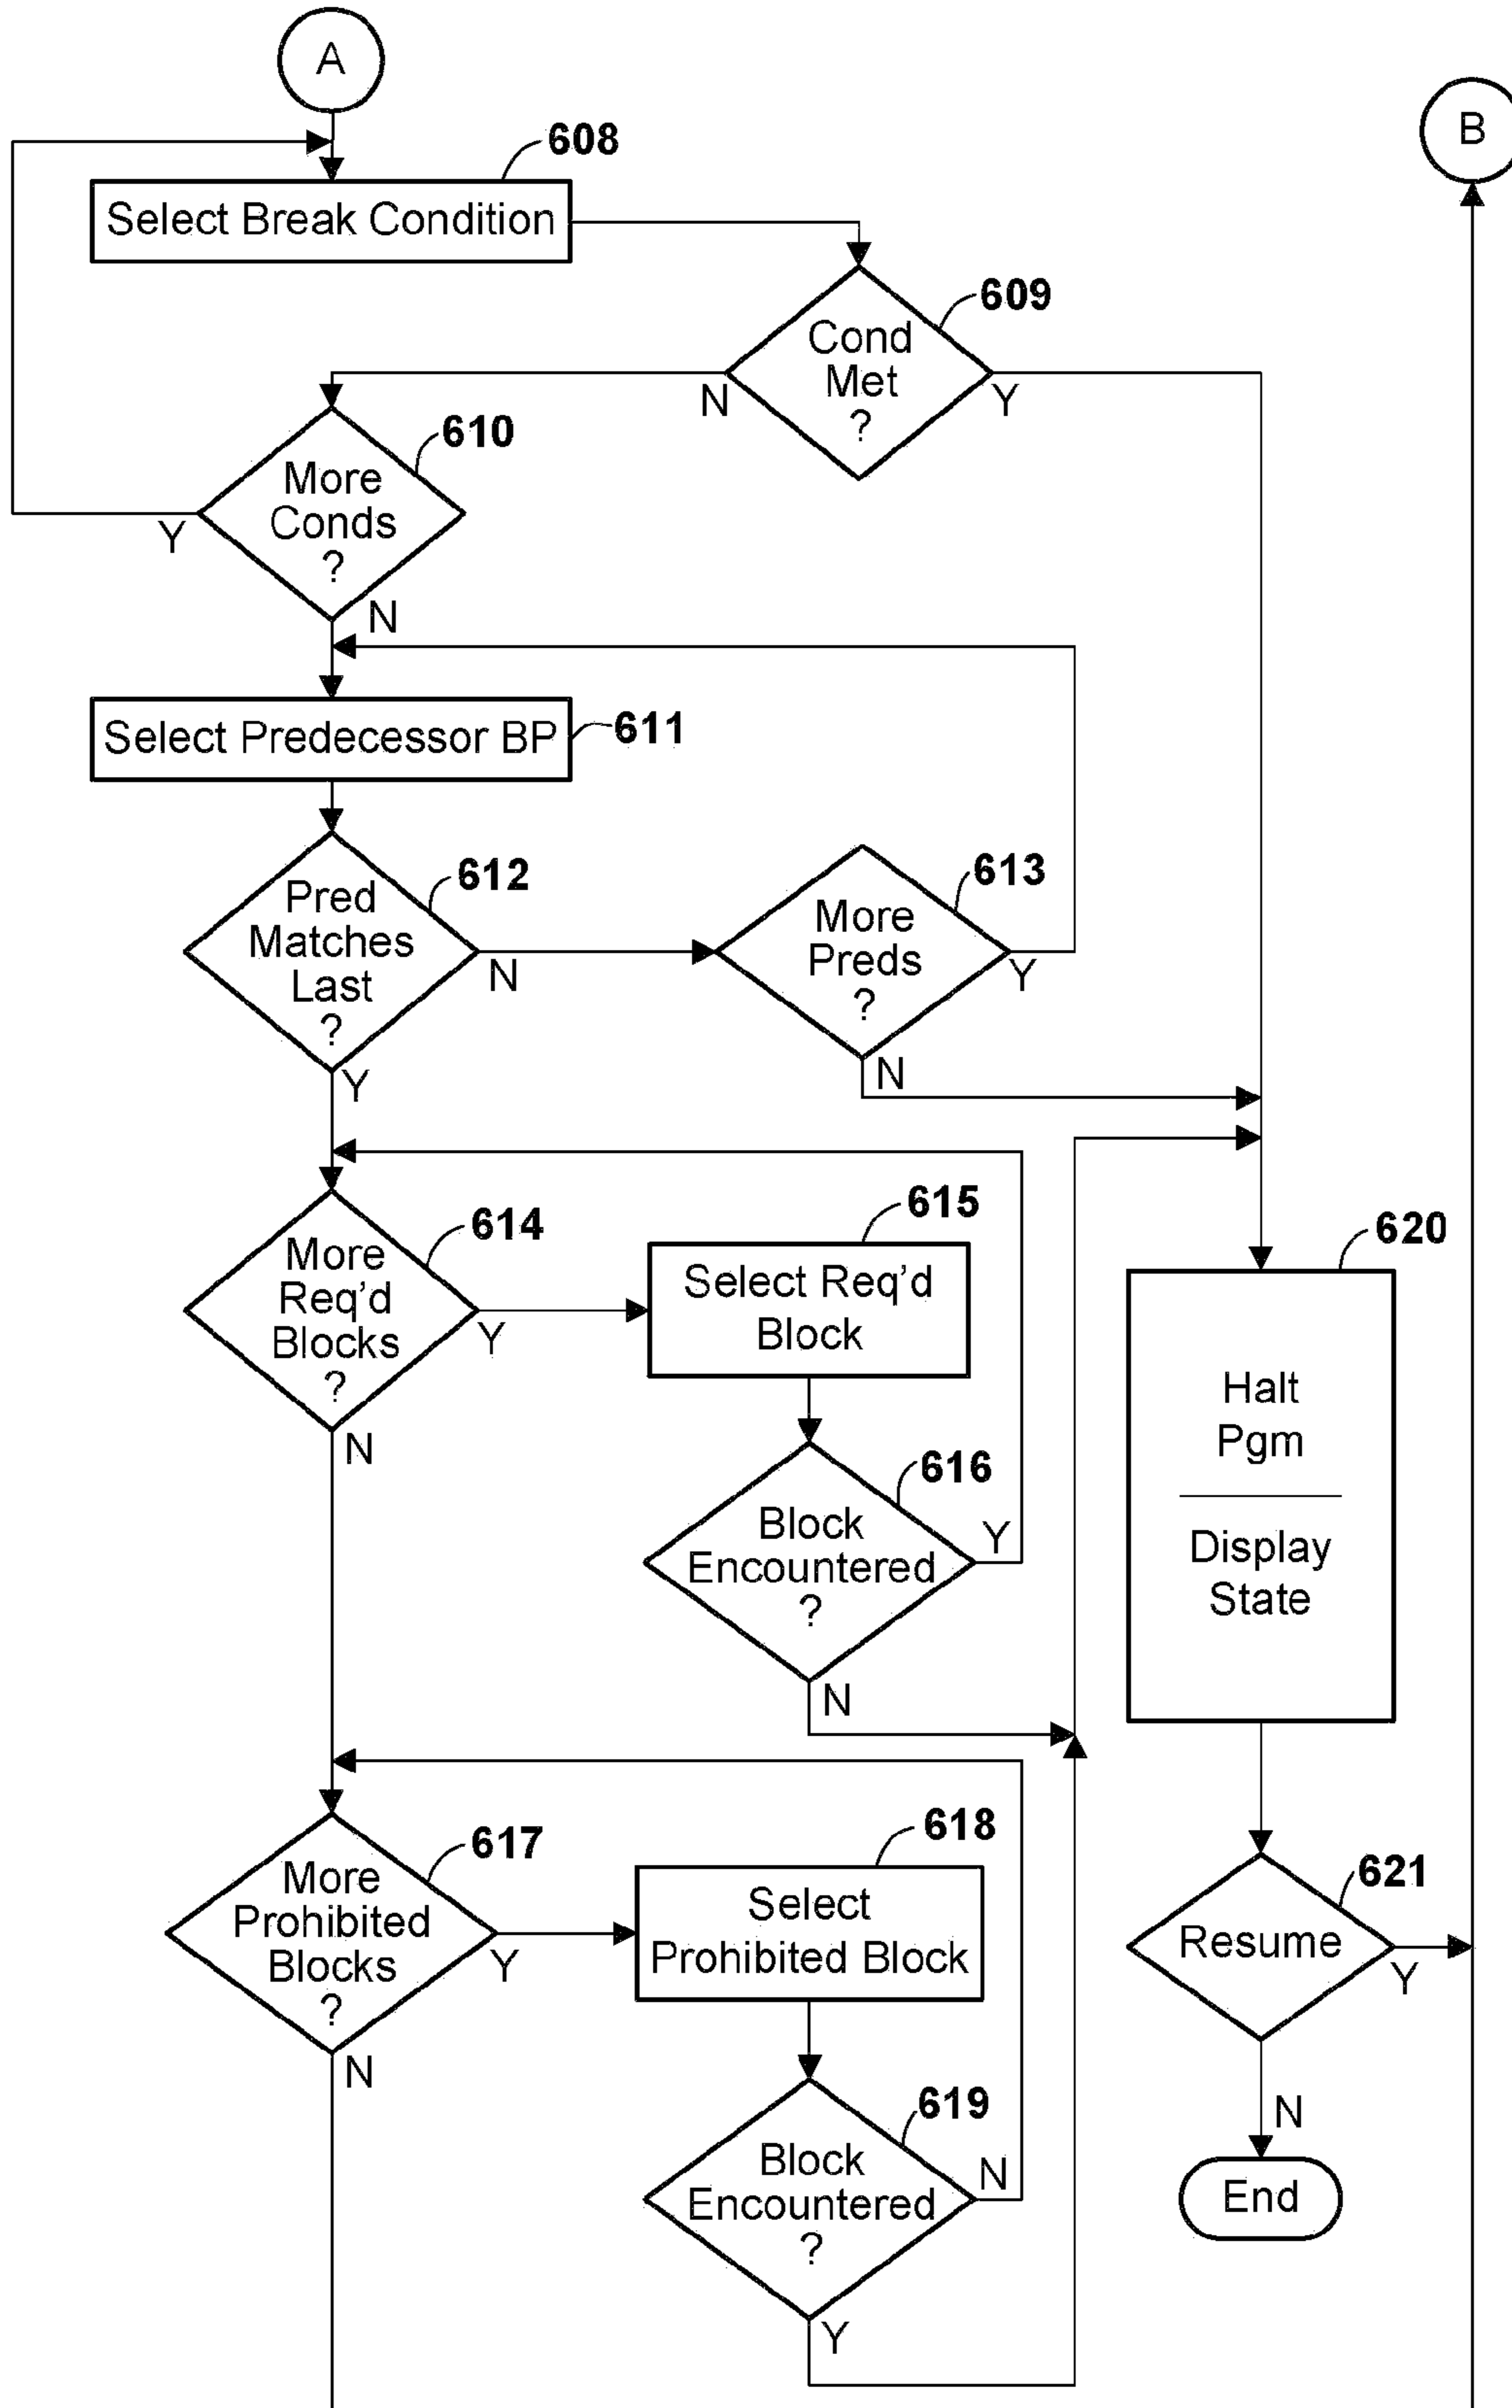 A
B
608
Select Break Condition
609
Cond
Met
?
N
Y
610
More
Conds
?
Y
N
Select Predecessor BP
611
612
Pred
Matches
Last
?
N
Y
613
More
Preds
?
Y
N
614
More
Req'd
Blocks
?
Y
N
615
Select Req'd
Block
616
Block
Encountered
?
Y
N
617
More
Prohibited
Blocks
?
Y
N
618
Select
Prohibited Block
619
Block
Encountered
?
N
Y
620
Halt
Pgm
Display
State
621
Resume
Y
N
End